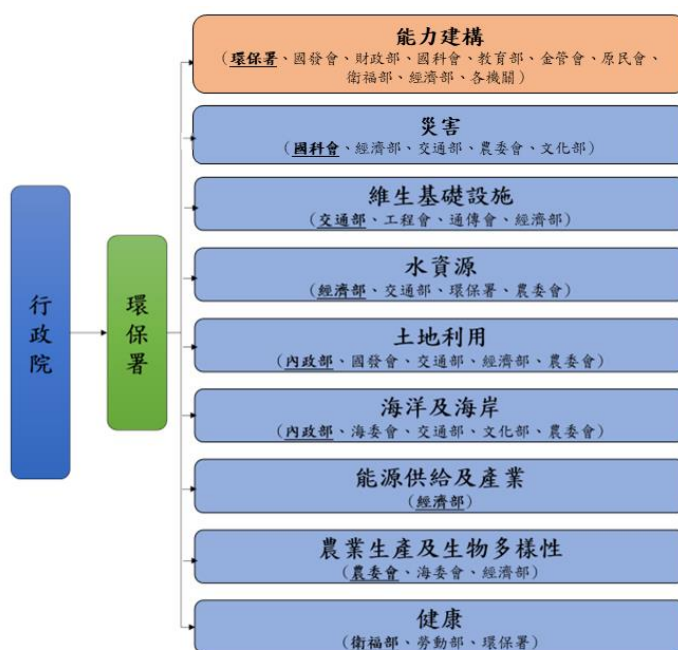 行政院
環保署
能力建構
（環保署、國發會、財政部、國科會、教育部、金管會、原民會、
衛福部、經濟部、各機關）
災害
（國科會、經濟部、交通部、農委會、文化部）
維生基礎設施
（交通部、工程會、通傳會、經濟部）
水資源
（經濟部、交通部、環保署、農委會）
土地利用
（內政部、國發會、交通部、經濟部、農委會）
海洋及海岸
（內政部、海委會、交通部、文化部、農委會）
能源供給及產業
（經濟部）
農業生產及生物多樣性
（農委會、海委會、經濟部）
健康
（衛福部、勞動部、環保署）